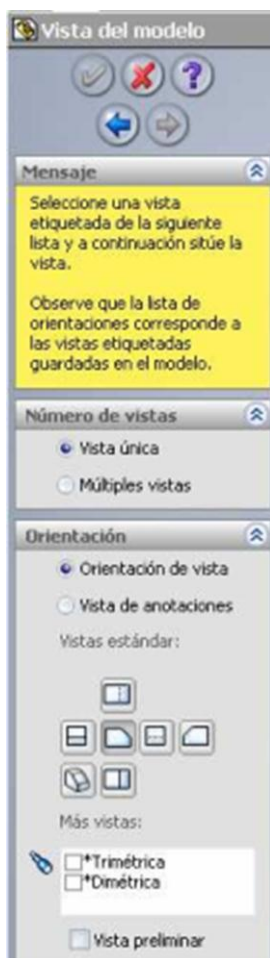 Vista del modelo
?
Mensaje
Seleccione una vista
etiquetada de la siguiente
lista y a continuación sitúe la
vista.
Observe que la lista de
orientaciones corresponde a
las vistas etiquetadas
guardadas en el modelo.
Número de vistas
Vista única
Múltiples vistas
Orientación
Orientación de vista
Vista de anotaciones
Vistas estándar:
Más vistas:
*Trimétrica
*Dimétrica
Vista preliminar